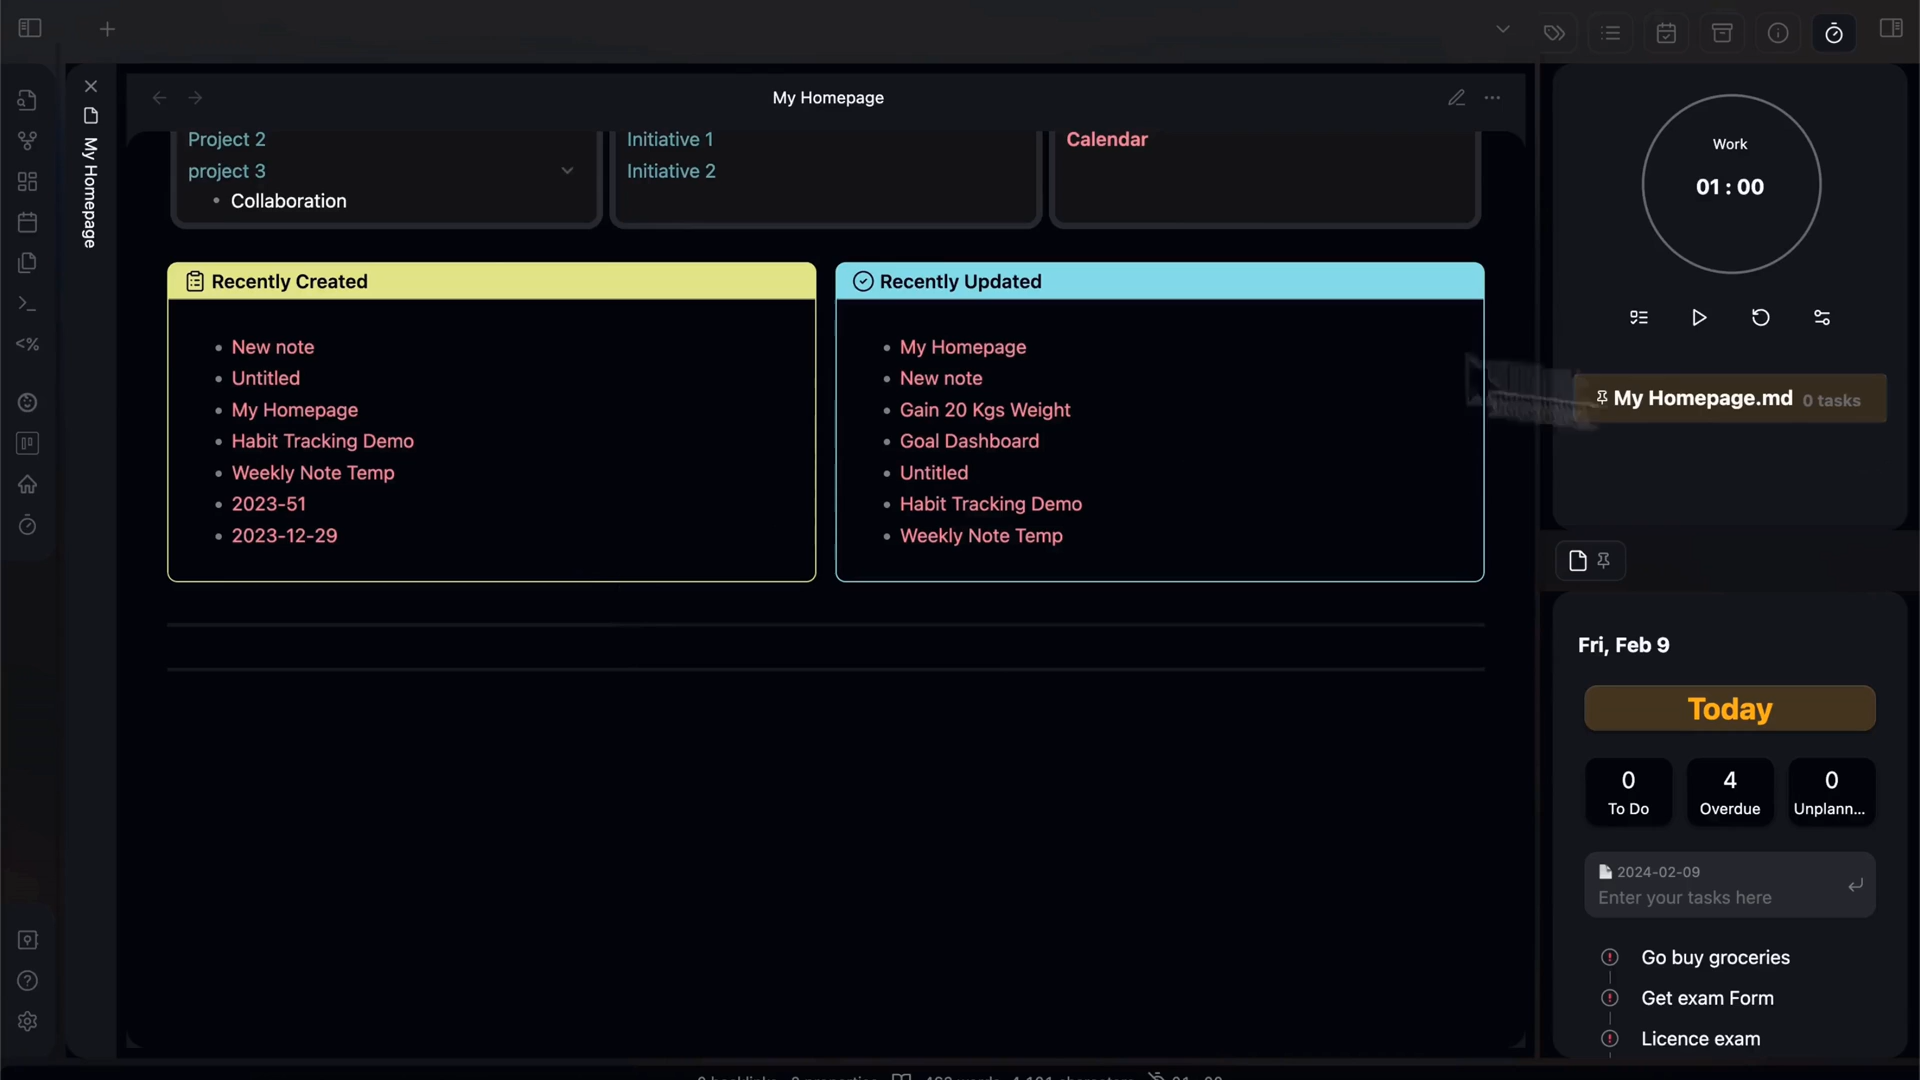 My Homepage
My Homepage
Project 2
project 3
Collaboration
Initiative 1
Initiative 2
Calendar
Recently Created
New note
Untitled
My Homepage
Habit Tracking Demo
Weekly Note Temp
2023-51
2023-12-29
Recently Updated
My Homepage
New note
Gain 20 Kgs Weight
Goal Dashboard
Untitled
Habit Tracking Demo
Weekly Note Temp
Work
01 : 00
My Homepage.md 0 tasks
Fri, Feb 9
Today
0 4 0
To Do Overdue Unplann...
2024-02-09
Enter your tasks here
Go buy groceries
Get exam Form
Licence exam